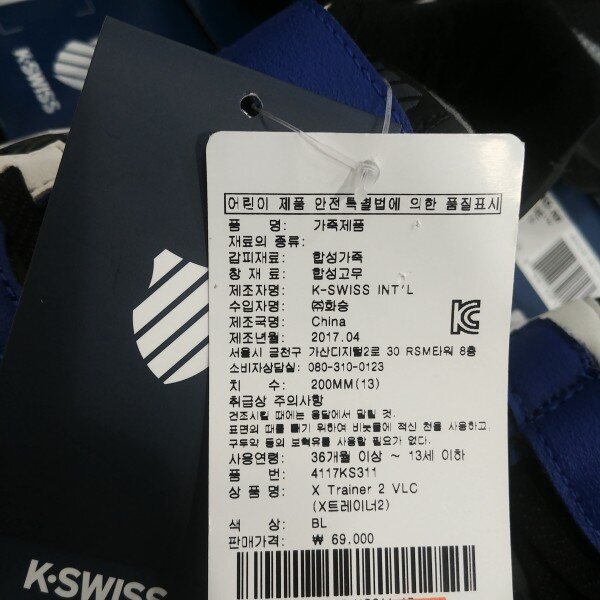 K·SWISS
어린이 제품 안전특별법에 의한 품질표시
품 명: 가죽제품
재료의 종류:
갑피재료: 합성가죽
창 재 료: 합성고무
제조자명: K-SWISS INT'L
수입자명: ㈜화승
제조국명: China
제조년월: 2017.04
서울시 금천구 가산디지털2로 30 RSM타워 8층
소비자상담실: 080-310-0123
치 수: 200MM(13)
취급상 주의사항
건조시킬 때에는 응달에서 말릴 것.
표면의 때를 빼기 위하여 비눗물에 적신 천을 사용하고.
구두약 등의 보혁유를 사용할 필요가 없다.
사용연령: 36개월 이상 ~ 13세 이하
품 번: 4117KS311
상 품 명: X Trainer 2 VLC
(X트레이너2)
색 상: BL
판매가격: ₩ 69.000
K·SWISS